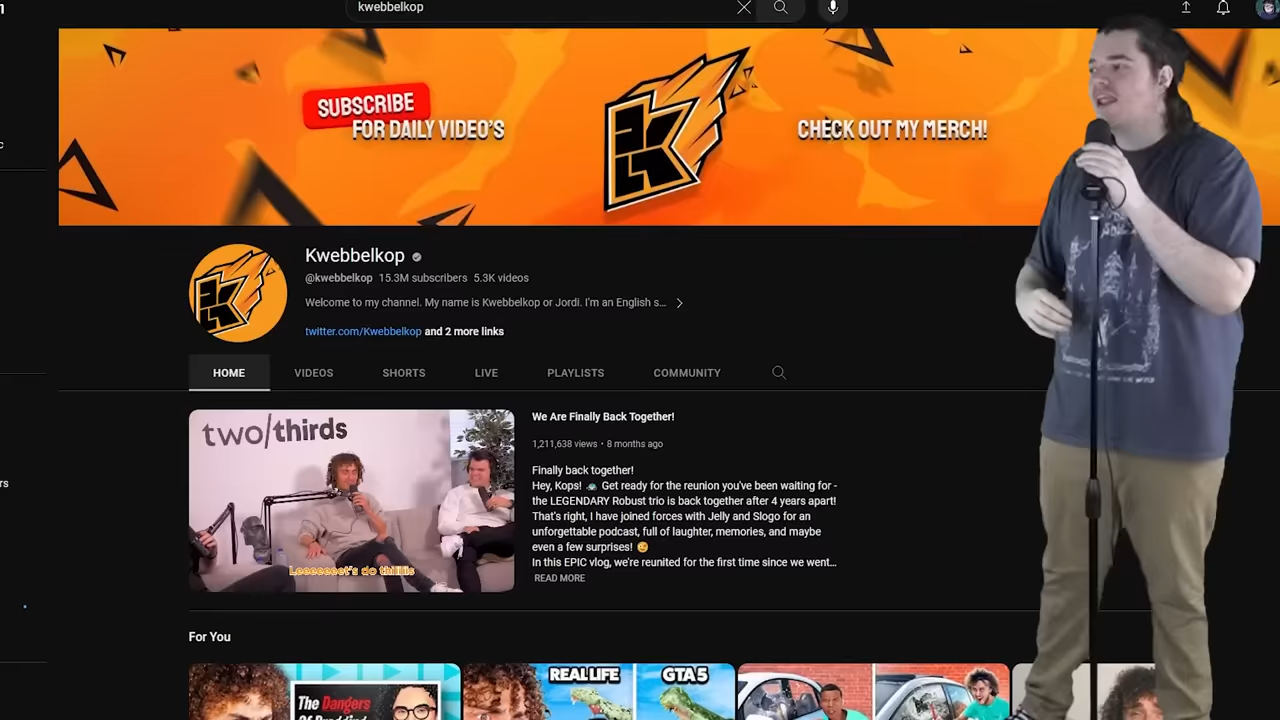 kwebbelkop
SUBSCRIBE
FOR DAILY VIDEO'S
CHECK OUT MY MERCH!
Kwebbelkop
@kwebbelkop 15.3M subscribers 5.3K videos
Welcome to my channel. My name is Kwebbelkop or Jordi. I'm an English s...
twitter.com/Kwebbelkop and 2 more links
HOME VIDEOS SHORTS LIVE PLAYLISTS COMMUNITY
two/thirds
Leeeeeet's do thiiiiis
We Are Finally Back Together!
1,211,638 views • 8 months ago
Finally back together!
Hey, Kops! Get ready for the reunion you've been waiting for -
the LEGENDARY Robust trio is back together after 4 years apart!
That's right, I have joined forces with Jelly and Slogo for an
unforgettable podcast, full of laughter, memories, and maybe
even a few surprises! 😉
In this EPIC vlog, we're reunited for the first time since we went...
READ MORE
For You
The Dangers
REAL LIFE GTA 5